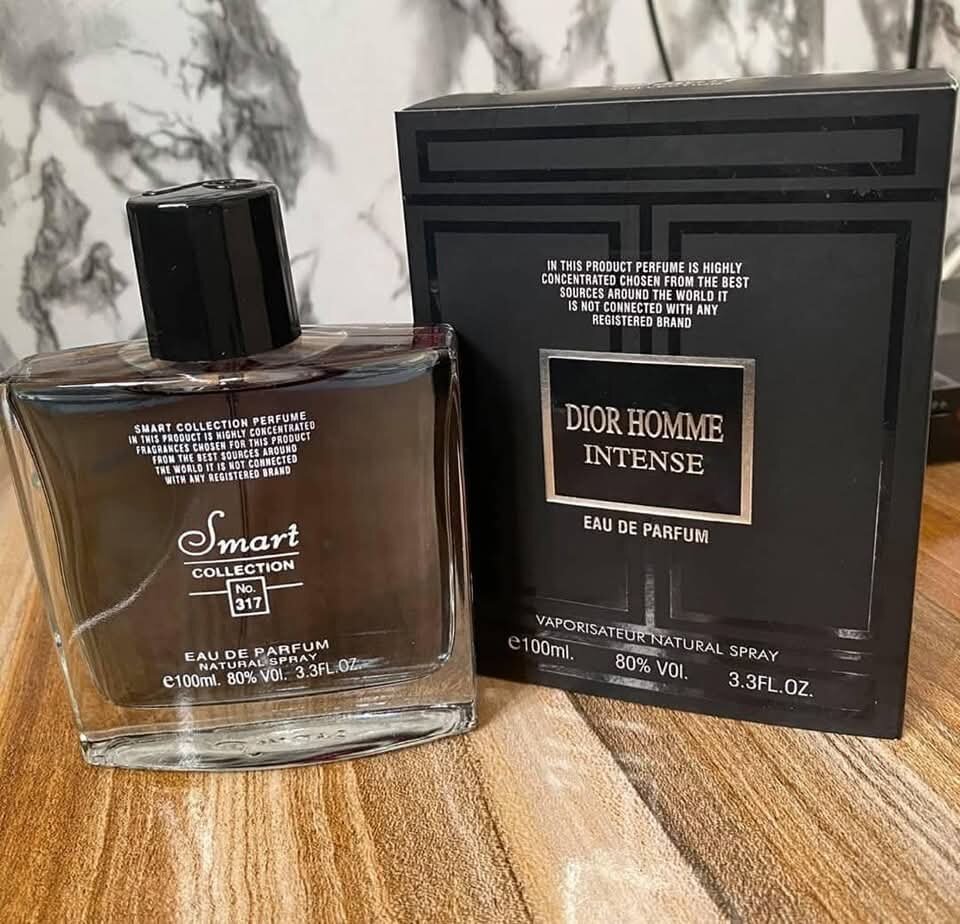 SMART COLLECTION PERFUME
IN THIS PRODUCT IS HIGHLY CONCENTRATED
FRAGRANCES CHOSEN FOR THIS PRODUCT
FROM THE BEST SOURCES AROUND
THE WORLD IT IS NOT CONNECTED
WITH ANY REGISTERED BRAND
Smart
COLLECTION
No.
317
EAU DE PARFUM
NATURAL SPRAY
e100ml. 80% VOl. 3.3FL.OZ.
IN THIS PRODUCT PERFUME IS HIGHLY
CONCENTRATED CHOSEN FROM THE BEST
SOURCES AROUND THE WORLD IT
IS NOT CONNECTED WITH ANY
REGISTERED BRAND
DIOR HOMME
INTENSE
EAU DE PARFUM
VAPORISATEUR NATURAL SPRAY
e100ml. 80% VOl. 3.3FL.OZ.